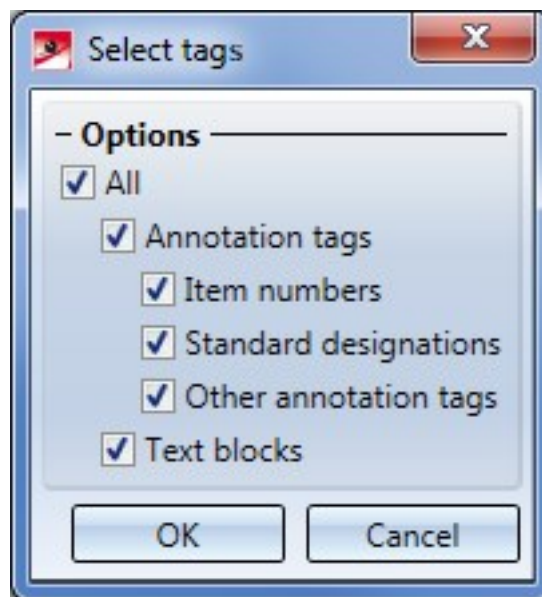 Select tags
Options
All
Annotation tags
Item numbers
Standard designations
Other annotation tags
Text blocks
OK
Cancel